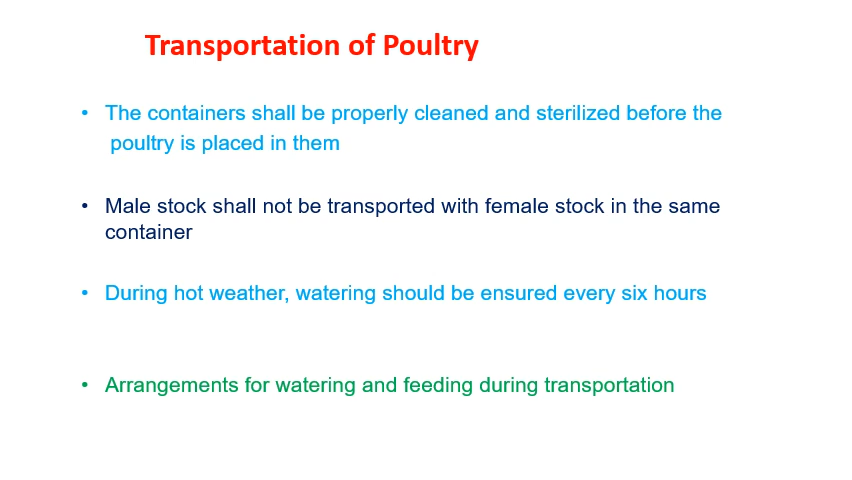 Transportation of Poultry
• The containers shall be properly cleaned and sterilized before the
poultry is placed in them
• Male stock shall not be transported with female stock in the same
container
• During hot weather, watering should be ensured every six hours
• Arrangements for watering and feeding during transportation